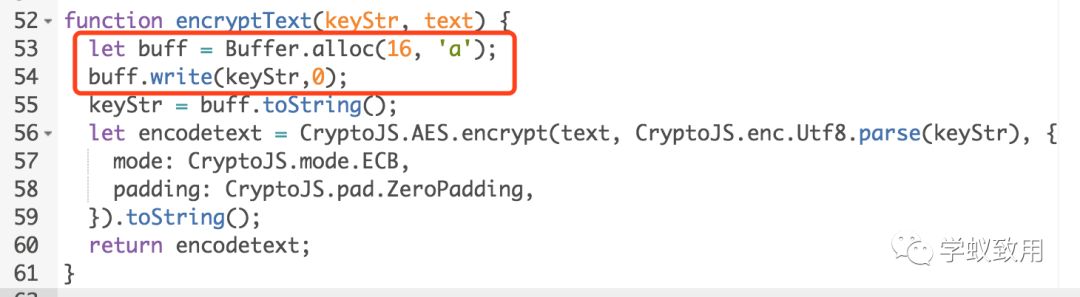 52 function encryptText(keyStr, text) {
53 let buff = Buffer.alloc(16, 'a');
54 buff.write(keyStr,0);
55 keyStr = buff.toString();
56 let encodetext = CryptoJS.AES.encrypt(text, CryptoJS.enc.Utf8.parse(keyStr), {
57 mode: CryptoJS.mode.ECB,
58 padding: CryptoJS.pad.ZeroPadding,
59 }).toString();
60 return encodetext;
61 }
学蚁致用